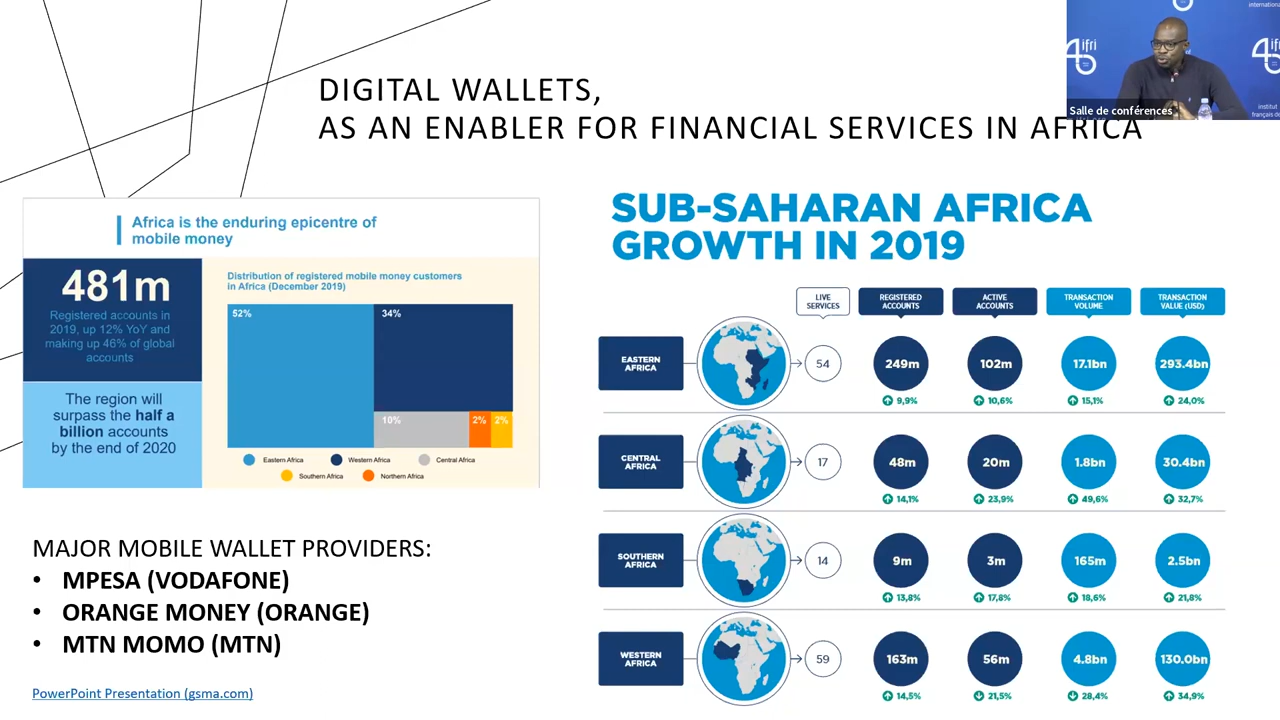 DIGITAL WALLETS,
AS AN ENABLER FOR FINANCIAL SERVICES IN AFRICA
ifri
ifri
international
Salle de conférences
institut
français de
Africa is the enduring epicentre of
mobile money
481m
Registered accounts in
2019, up 12% YoY and
making up 46% of global
accounts
The region will
surpass the half a
billion accounts
by the end of 2020
Distribution of registered mobile money customers
in Africa (December 2019)
52%
34%
10%
2%
2%
Eastern Africa
Western Africa
Central Africa
Southern Africa
Northern Africa
MAJOR MOBILE WALLET PROVIDERS:
• MPESA (VODAFONE)
• ORANGE MONEY (ORANGE)
• MTN MOMO (MTN)
PowerPoint Presentation (gsma.com)
SUB-SAHARAN AFRICA
GROWTH IN 2019
LIVE
SERVICES
REGISTERED
ACCOUNTS
ACTIVE
ACCOUNTS
TRANSACTION
VOLUME
TRANSACTION
VALUE (USD)
EASTERN
AFRICA
54
249m
102m
17.1bn
293.4bn
9,9%
10,6%
15,1%
24,0%
CENTRAL
AFRICA
17
48m
20m
1.8bn
30.4bn
14,1%
23,9%
49,6%
32,7%
SOUTHERN
AFRICA
14
9m
3m
165m
2.5bn
13,8%
17,8%
18,6%
21,8%
WESTERN
AFRICA
59
163m
56m
4.8bn
130.0bn
14,5%
21,5%
28,4%
34,9%